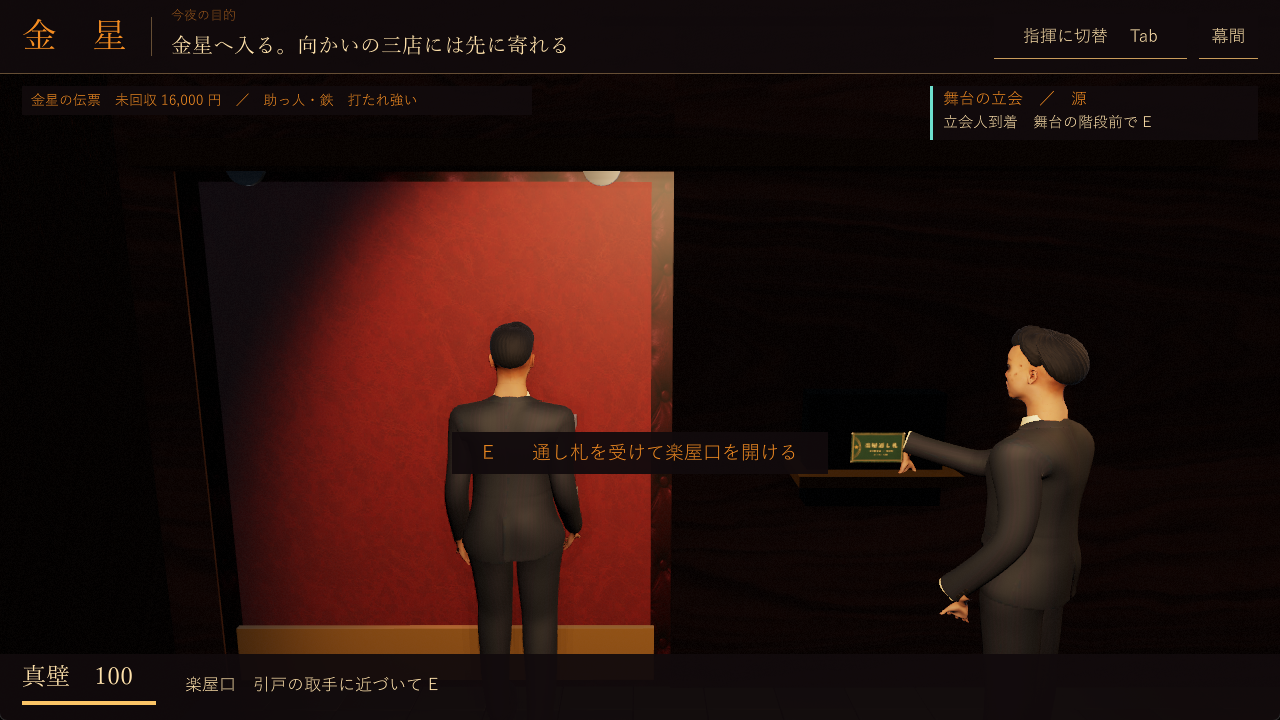 金 星
今夜の目的
金星へ入る。向かいの三店には先に寄れる
指揮に切替 Tab
幕間
金星の伝票 未回収 16,000 円 ／ 助っ人・鉄 打たれ強い
舞台の立会 ／ 源
立会人到着 舞台の階段前で E
E 通し札を受けて楽屋口を開ける
真壁 100
楽屋口 引戸の取手に近づいて E